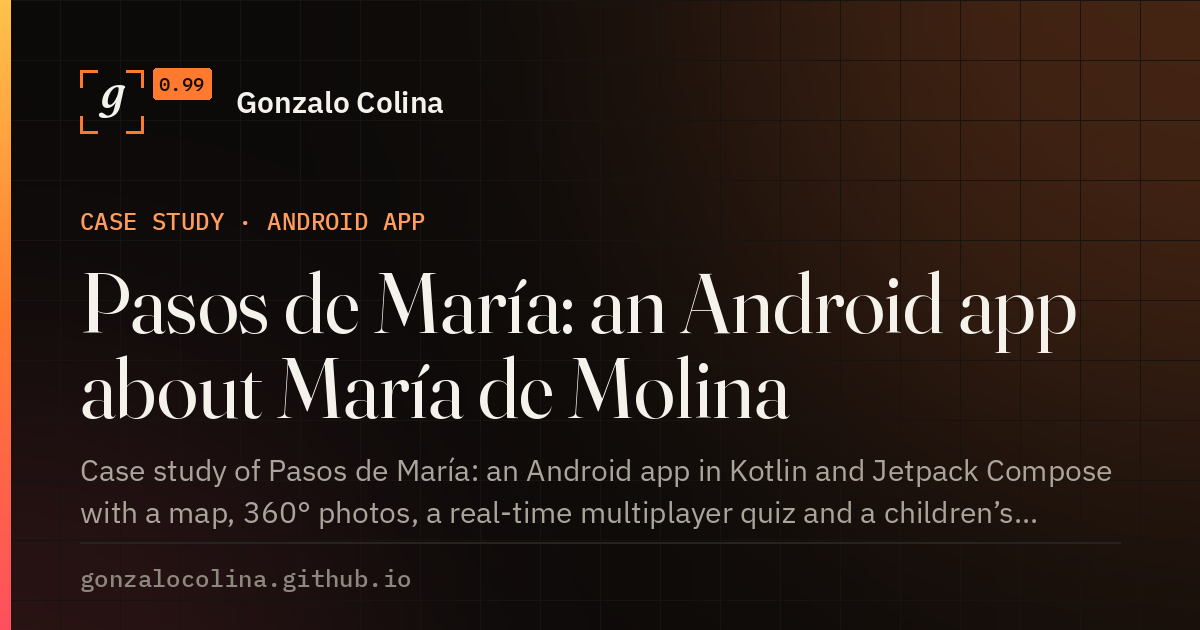 g
0.99
Gonzalo Colina
CASE STUDY · ANDROID APP
Pasos de María: an Android app
about María de Molina
Case study of Pasos de María: an Android app in Kotlin and Jetpack Compose
with a map, 360° photos, a real-time multiplayer quiz and a children’s…
gonzalocolina.github.io